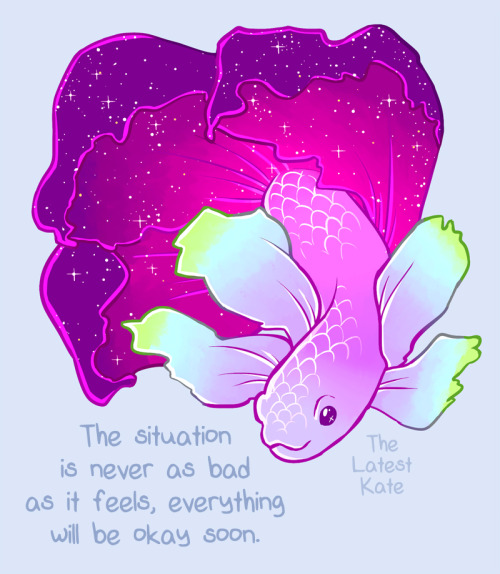 The situation
is never as bad
as it feels, everything
will be okay soon.
The
Latest
Kate